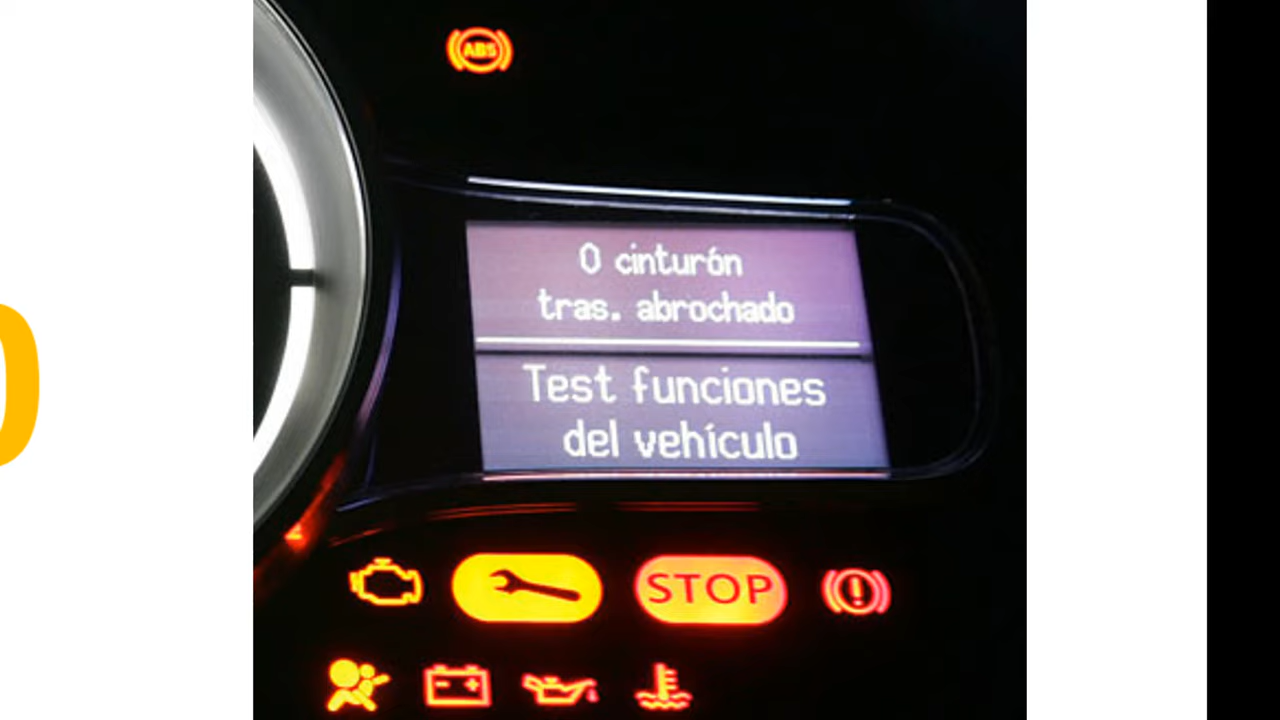 ABS
0 cinturón
tras. abrochado
Test funciones
del vehículo
STOP